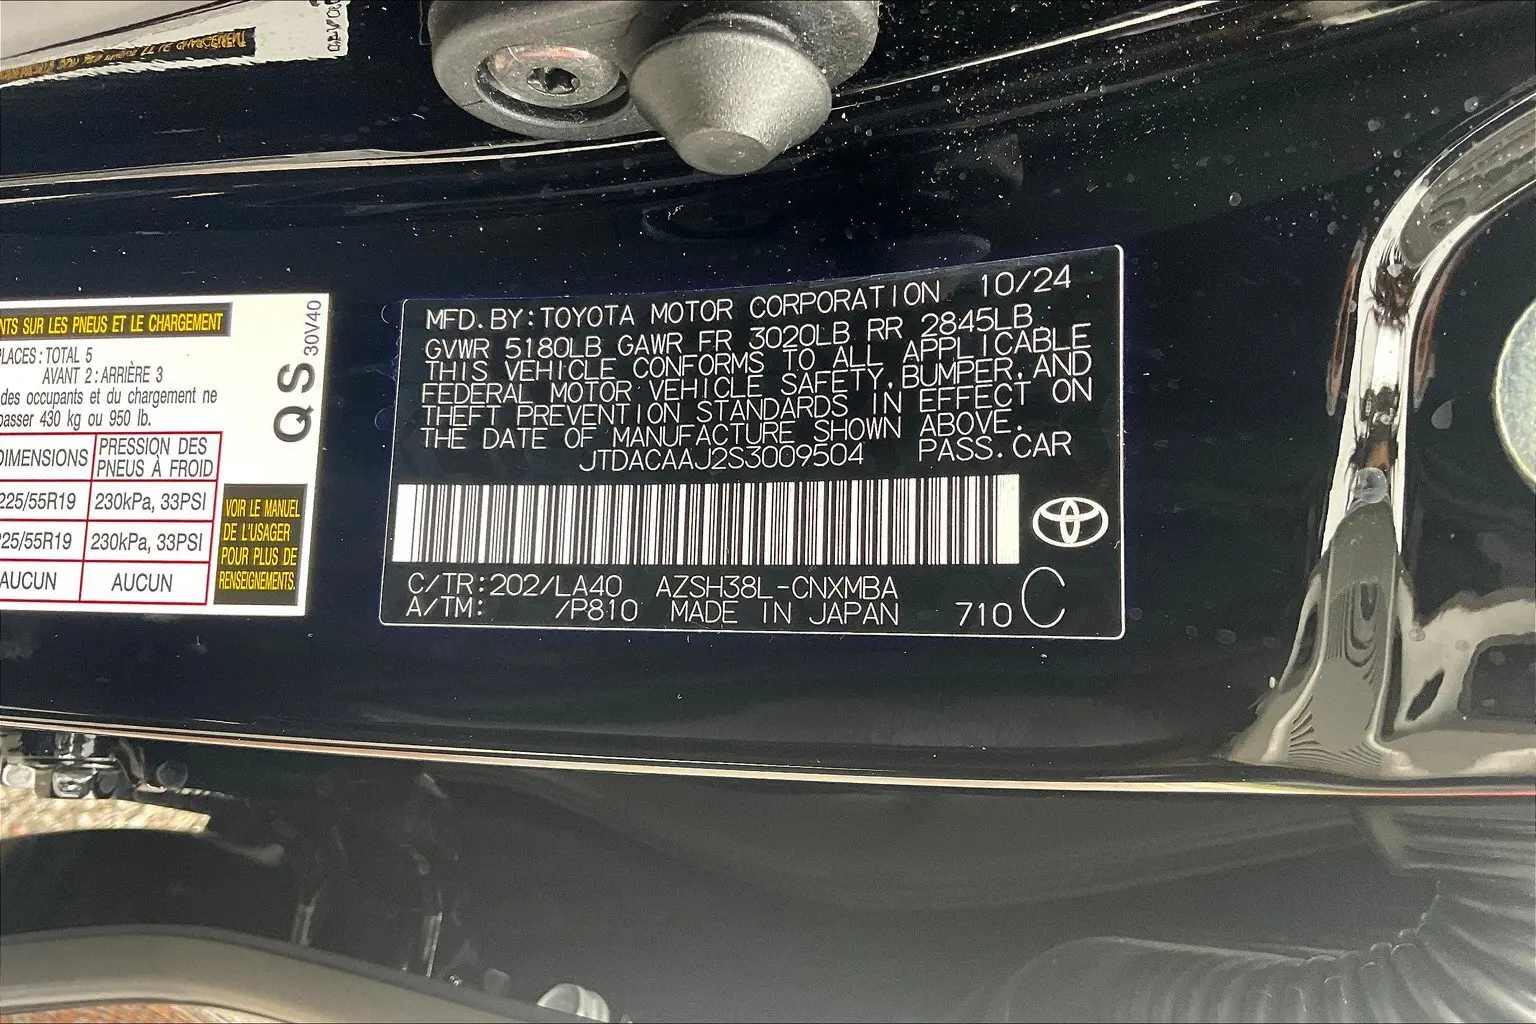 NTS SUR LES PNEUS ET LE CHARGEMENT
PLACES: TOTAL 5
AVANT 2: ARRIÈRE 3
des occupants et du chargement ne
passer 430 kg ou 950 lb.
DIMENSIONS PRESSION DES PNEUS À FROID
225/55R19 230kPa, 33PSI
225/55R19 230kPa, 33PSI
AUCUN AUCUN
QS 30V40
VOIR LE MANUEL
DE L'USAGER
POUR PLUS DE
RENSEIGNEMENTS.
MFD.BY:TOYOTA MOTOR CORPORATION 10/24
GVWR 5180LB GAWR FR 3020LB RR 2845LB
THIS VEHICLE CONFORMS TO ALL APPLICABLE
FEDERAL MOTOR VEHICLE SAFETY,BUMPER,AND
THEFT PREVENTION STANDARDS IN EFFECT ON
THE DATE OF MANUFACTURE SHOWN ABOVE.
JTDACAAJ2S3009504 PASS.CAR
C/TR:202/LA40 AZSH38L-CNXMBA
A/TM: /P810 MADE IN JAPAN 710 C